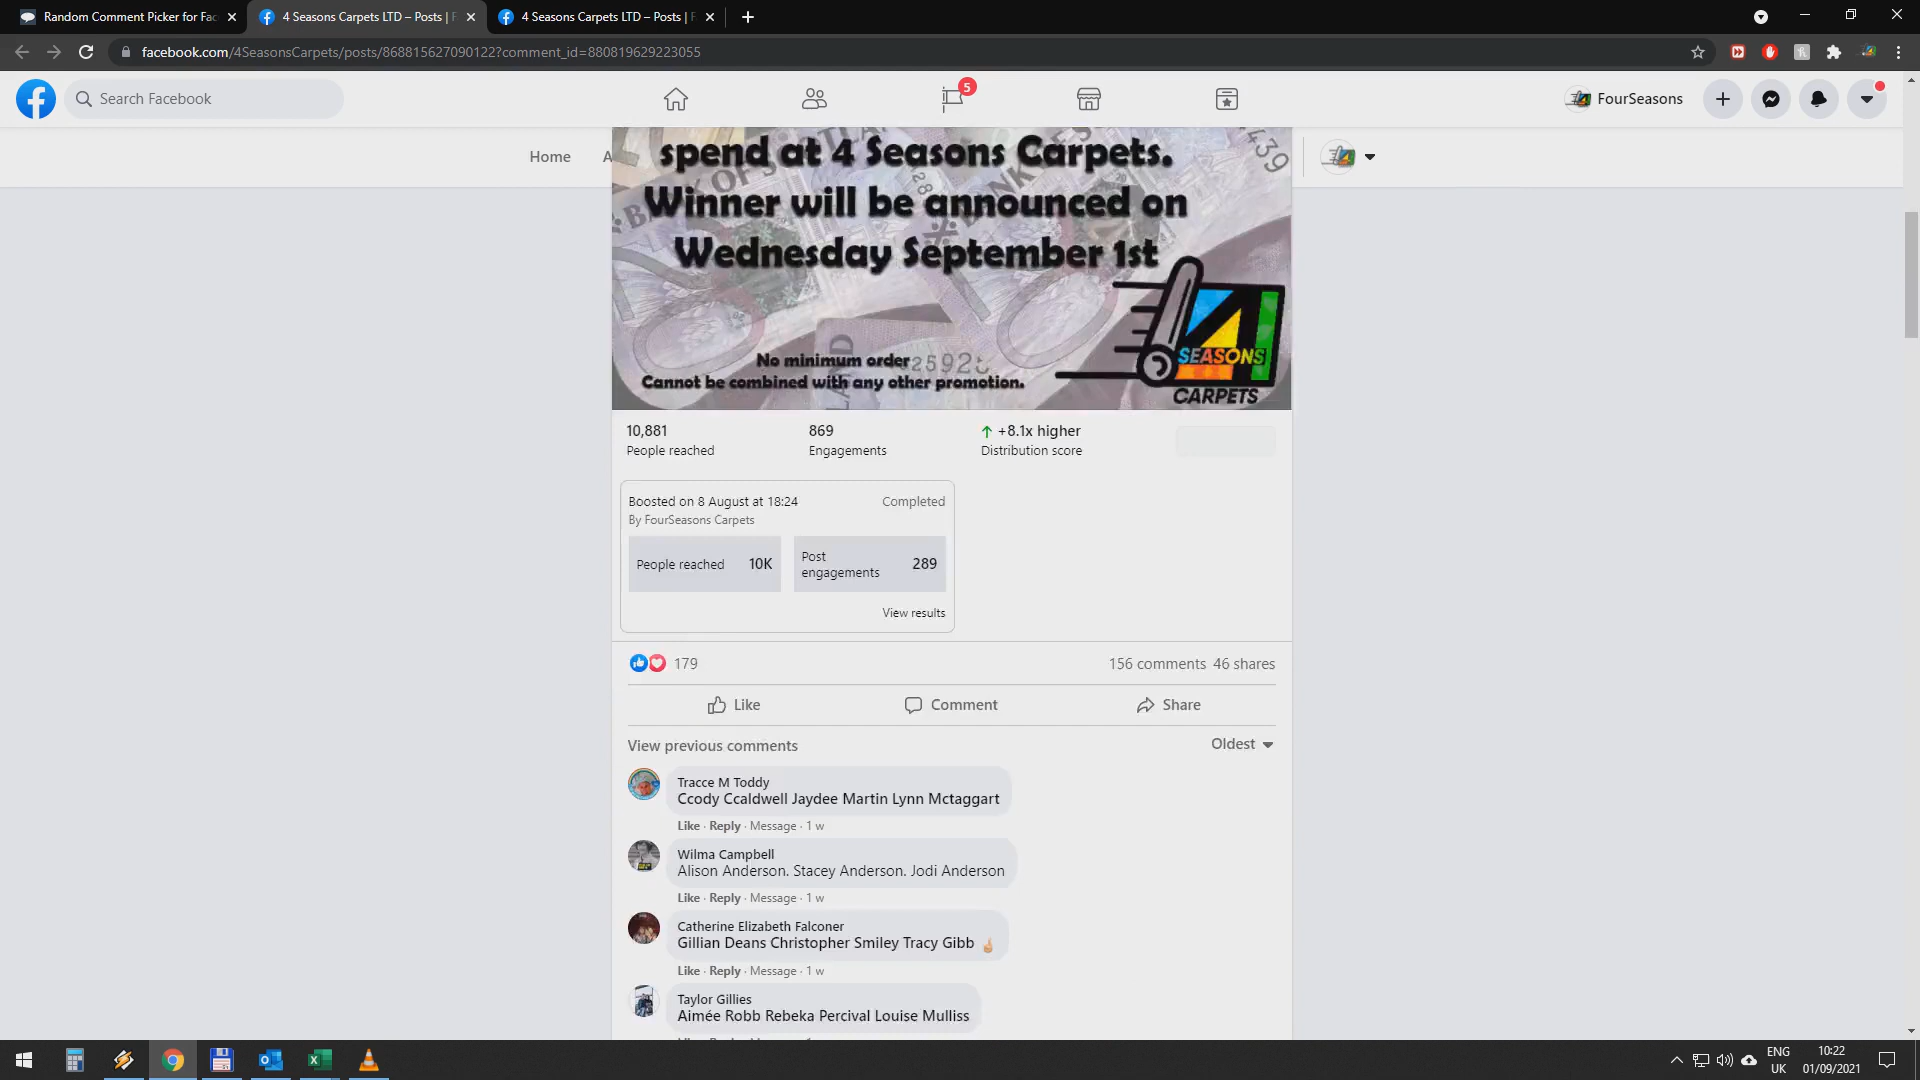 Random Comment Picker for Fac
4 Seasons Carpets LTD – Posts | F
4 Seasons Carpets LTD – Posts | F
facebook.com/4SeasonsCarpets/posts/868815627090122?comment_id=880819629223055
Search Facebook
5
FourSeasons
Home
A
spend at 4 Seasons Carpets.
Winner will be announced on
Wednesday September 1st
No minimum order
Cannot be combined with any other promotion.
4
SEASONS
CARPETS
10,881
People reached
869
Engagements
+8.1x higher
Distribution score
Boosted on 8 August at 18:24
Completed
By FourSeasons Carpets
People reached 10K
Post engagements 289
View results
179
156 comments 46 shares
Like
Comment
Share
View previous comments
Oldest
Tracce M Toddy
Ccody Ccaldwell Jaydee Martin Lynn Mctaggart
Like · Reply · Message · 1 w
Wilma Campbell
Alison Anderson. Stacey Anderson. Jodi Anderson
Like · Reply · Message · 1 w
Catherine Elizabeth Falconer
Gillian Deans Christopher Smiley Tracy Gibb 🤞🏼
Like · Reply · Message · 1 w
Taylor Gillies
Aimée Robb Rebeka Percival Louise Mulliss
ENG
UK
10:22
01/09/2021